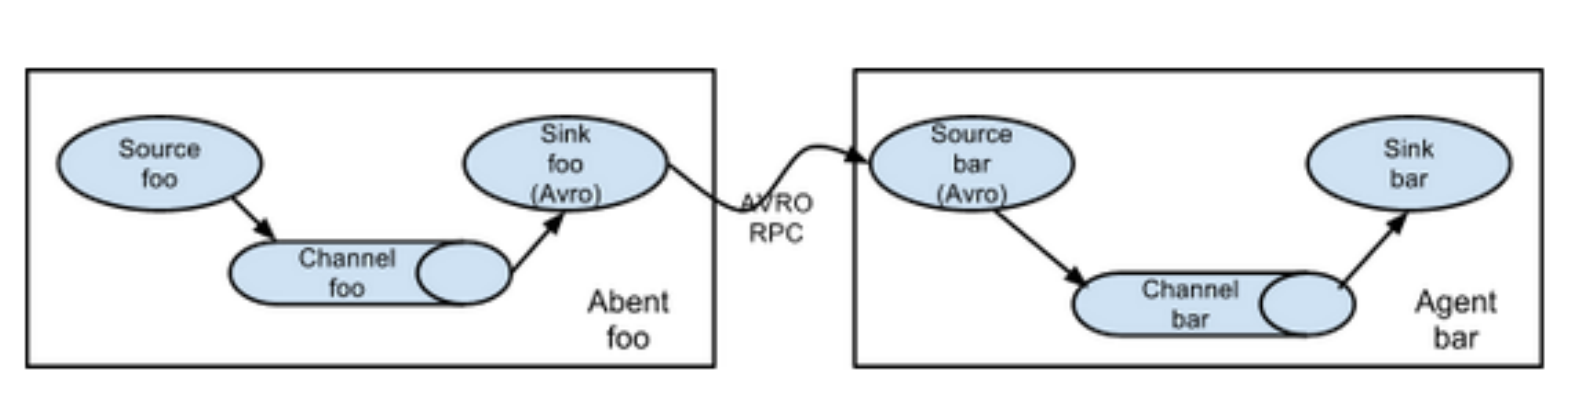 Source
foo
Channel
foo
Sink
foo
(Avro)
Abent
foo
AVRO
RPC
Source
bar
(Avro)
Channel
bar
Sink
bar
Agent
bar